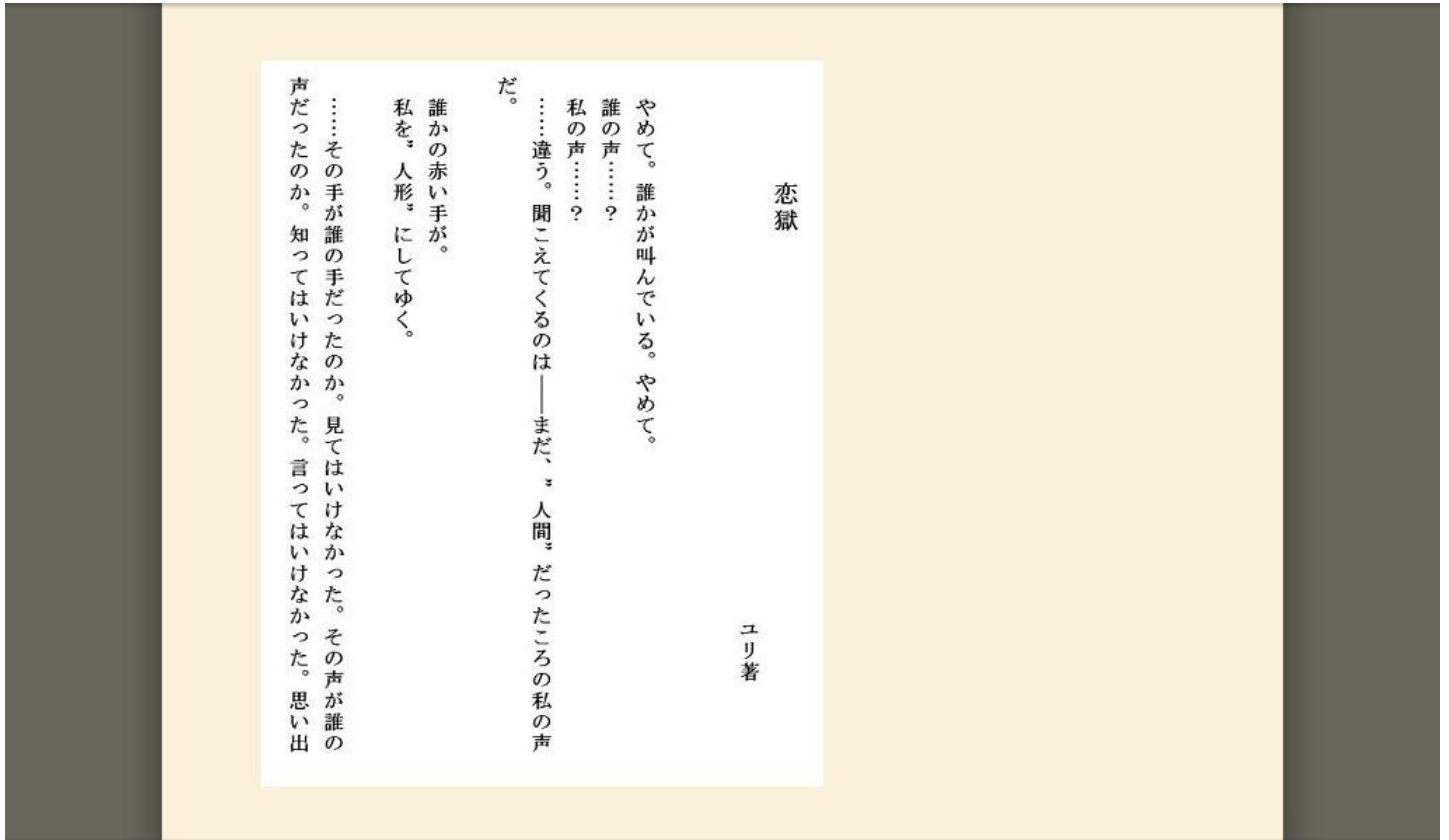 恋獄
ユリ著
やめて。誰かが叫んでいる。やめて。
誰の声……？
私の声……？
……違う。聞こえてくるのは――まだ、〝人間〟だったころの私の声
だ。
誰かの赤い手が。
私を〝人形〟にしてゆく。
……その手が誰の手だったのか。見てはいけなかった。その声が誰の
声だったのか。知ってはいけなかった。言ってはいけなかった。思い出